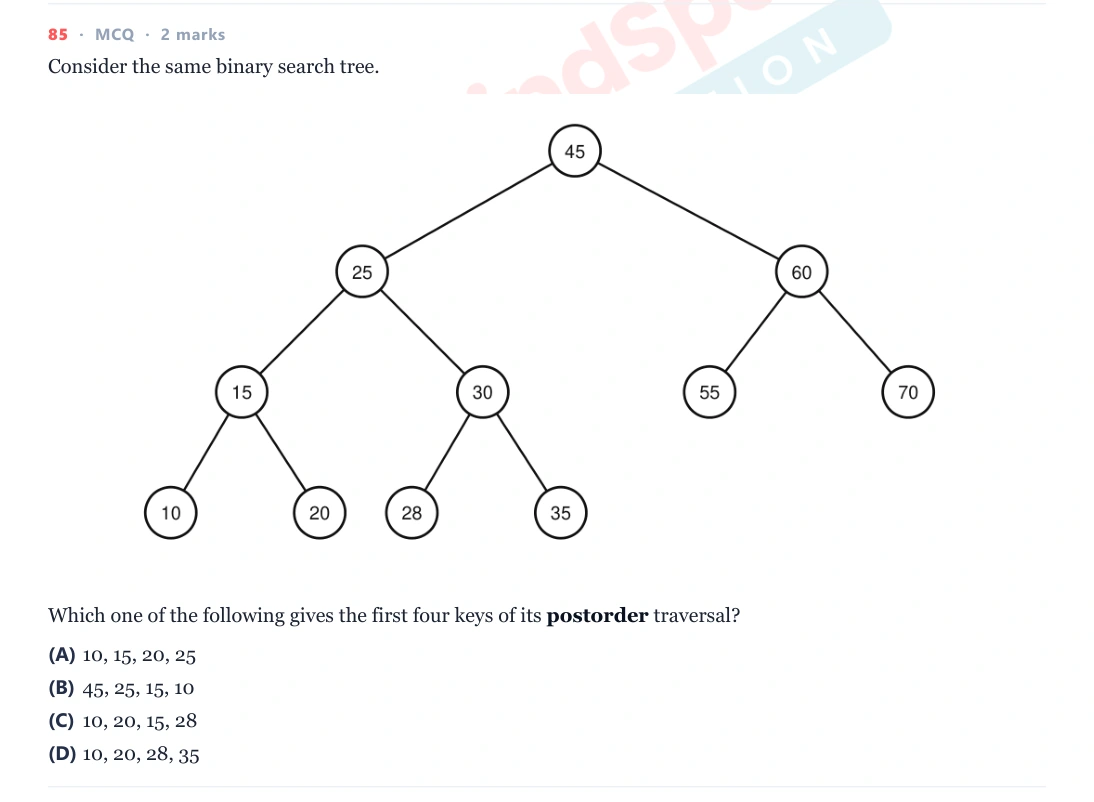 85 · MCQ · 2 marks
Consider the same binary search tree.
45
25
60
15
30
55
70
10
20
28
35
Which one of the following gives the first four keys of its postorder traversal?
(A) 10, 15, 20, 25
(B) 45, 25, 15, 10
(C) 10, 20, 15, 28
(D) 10, 20, 28, 35